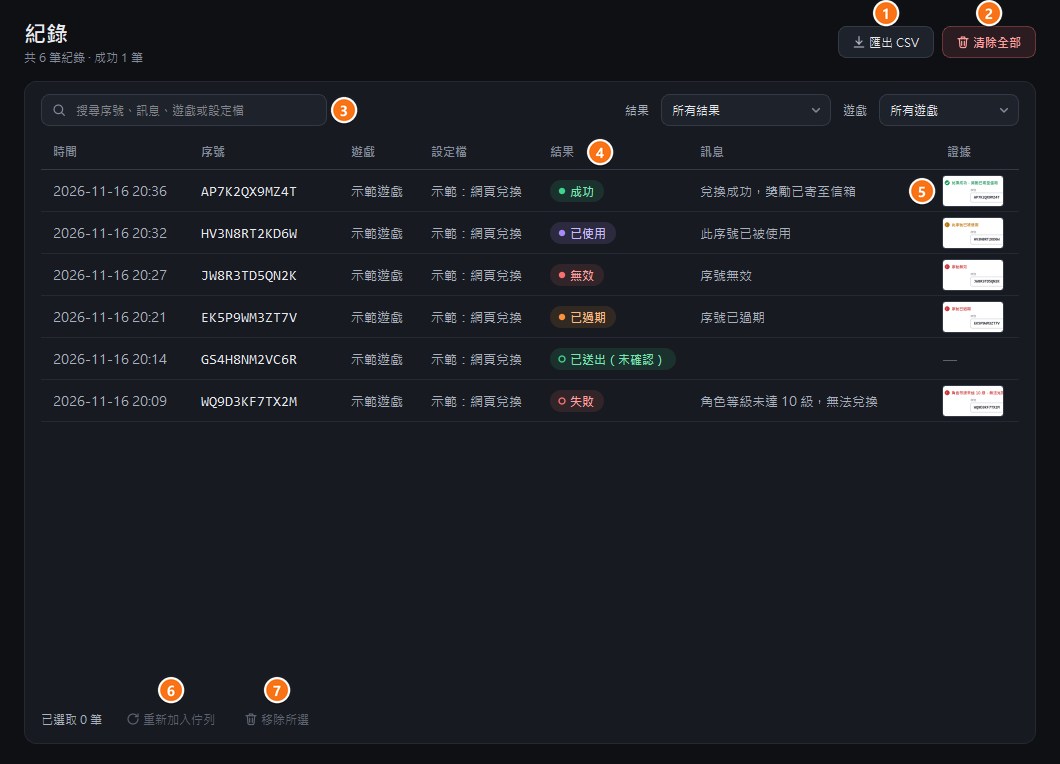 紀錄
共 6 筆紀錄 · 成功 1 筆
1
2
匯出 CSV
清除全部
搜尋序號、訊息、遊戲或設定檔
3
結果
所有結果
遊戲
所有遊戲
時間 序號 遊戲 設定檔 結果 4 訊息 證據
2026-11-16 20:36 AP7K2QX9MZ4T 示範遊戲 示範：網頁兌換 成功 兌換成功，獎勵已寄至信箱 5
2026-11-16 20:32 HV3N8RT2KD6W 示範遊戲 示範：網頁兌換 已使用 此序號已被使用
2026-11-16 20:27 JW8R3TD5QN2K 示範遊戲 示範：網頁兌換 無效 序號無效
2026-11-16 20:21 EK5P9WM3ZT7V 示範遊戲 示範：網頁兌換 已過期 序號已過期
2026-11-16 20:14 GS4H8NM2VC6R 示範遊戲 示範：網頁兌換 已送出（未確認） —
2026-11-16 20:09 WQ9D3KF7TX2M 示範遊戲 示範：網頁兌換 失敗 角色等級未達 10 級，無法兌換
6
7
已選取 0 筆 重新加入佇列 移除所選